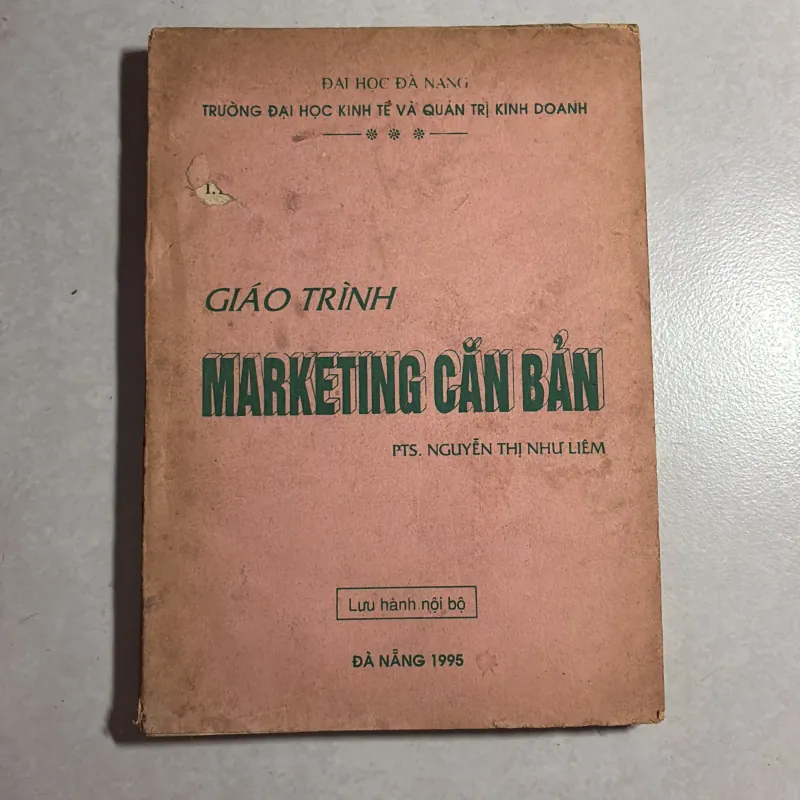 ĐẠI HỌC ĐÀ NẴNG
TRƯỜNG ĐẠI HỌC KINH TẾ VÀ QUẢN TRỊ KINH DOANH
GIÁO TRÌNH
MARKETING CĂN BẢN
PTS. NGUYỄN THỊ NHƯ LIÊM
Lưu hành nội bộ
ĐÀ NẴNG 1995